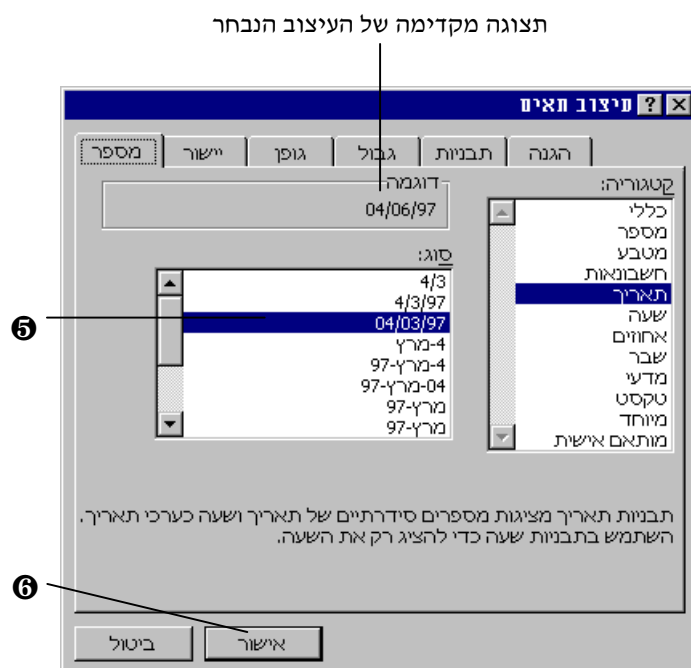 תצוגה מקדימה של העיצוב הנבחר
עיצוב תאים
מספר
יישור
גופן
גבול
תבניות
הגנה
קטגוריה:
כללי
מספר
מטבע
חשבונאות
תאריך
שעה
אחוזים
שבר
מדעי
טקסט
מיוחד
מותאם אישית
דוגמה
04/06/97
סוג:
4/3
4/3/97
04/03/97
4-מרץ
4-מרץ-97
04-מרץ-97
מרץ-97
מרץ-97
❺
תבניות תאריך מציגות מספרים סידרתיים של תאריך ושעה כערכי תאריך.
השתמש בתבניות שעה כדי להציג רק את השעה.
❻
אישור
ביטול